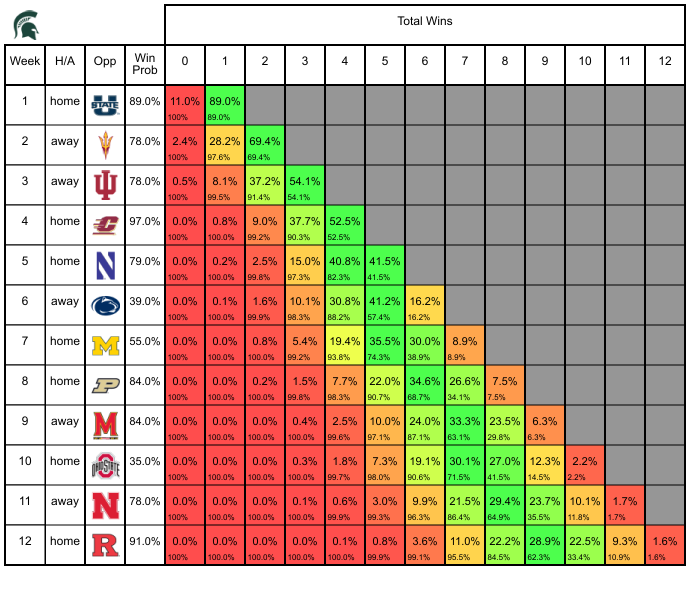 Total Wins
Week H/A Opp Win Prob 0 1 2 3 4 5 6 7 8 9 10 11 12
1 home U STATE 89.0% 11.0% 89.0%
100% 89.0%
2 away 78.0% 2.4% 28.2% 69.4%
100% 97.6% 69.4%
3 away 78.0% 0.5% 8.1% 37.2% 54.1%
100% 99.5% 91.4% 54.1%
4 home C 97.0% 0.0% 0.8% 9.0% 37.7% 52.5%
100% 100.0% 99.2% 90.3% 52.5%
5 home N 79.0% 0.0% 0.2% 2.5% 15.0% 40.8% 41.5%
100% 100.0% 99.8% 97.3% 82.3% 41.5%
6 away 39.0% 0.0% 0.1% 1.6% 10.1% 30.8% 41.2% 16.2%
100% 100.0% 99.9% 98.3% 88.2% 57.4% 16.2%
7 home M 55.0% 0.0% 0.0% 0.8% 5.4% 19.4% 35.5% 30.0% 8.9%
100% 100.0% 100.0% 99.2% 93.8% 74.3% 38.9% 8.9%
8 home P 84.0% 0.0% 0.0% 0.2% 1.5% 7.7% 22.0% 34.6% 26.6% 7.5%
100% 100.0% 100.0% 99.8% 98.3% 90.7% 68.7% 34.1% 7.5%
9 away M 84.0% 0.0% 0.0% 0.0% 0.4% 2.5% 10.0% 24.0% 33.3% 23.5% 6.3%
100% 100.0% 100.0% 100.0% 99.6% 97.1% 87.1% 63.1% 29.8% 6.3%
10 home OHIO STATE 35.0% 0.0% 0.0% 0.0% 0.3% 1.8% 7.3% 19.1% 30.1% 27.0% 12.3% 2.2%
100% 100.0% 100.0% 100.0% 99.7% 98.0% 90.6% 71.5% 41.5% 14.5% 2.2%
11 away N 78.0% 0.0% 0.0% 0.0% 0.1% 0.6% 3.0% 9.9% 21.5% 29.4% 23.7% 10.1% 1.7%
100% 100.0% 100.0% 100.0% 99.9% 99.3% 96.3% 86.4% 64.9% 35.5% 11.8% 1.7%
12 home R 91.0% 0.0% 0.0% 0.0% 0.0% 0.1% 0.8% 3.6% 11.0% 22.2% 28.9% 22.5% 9.3% 1.6%
100% 100.0% 100.0% 100.0% 100.0% 99.9% 99.1% 95.5% 84.5% 62.3% 33.4% 10.9% 1.6%